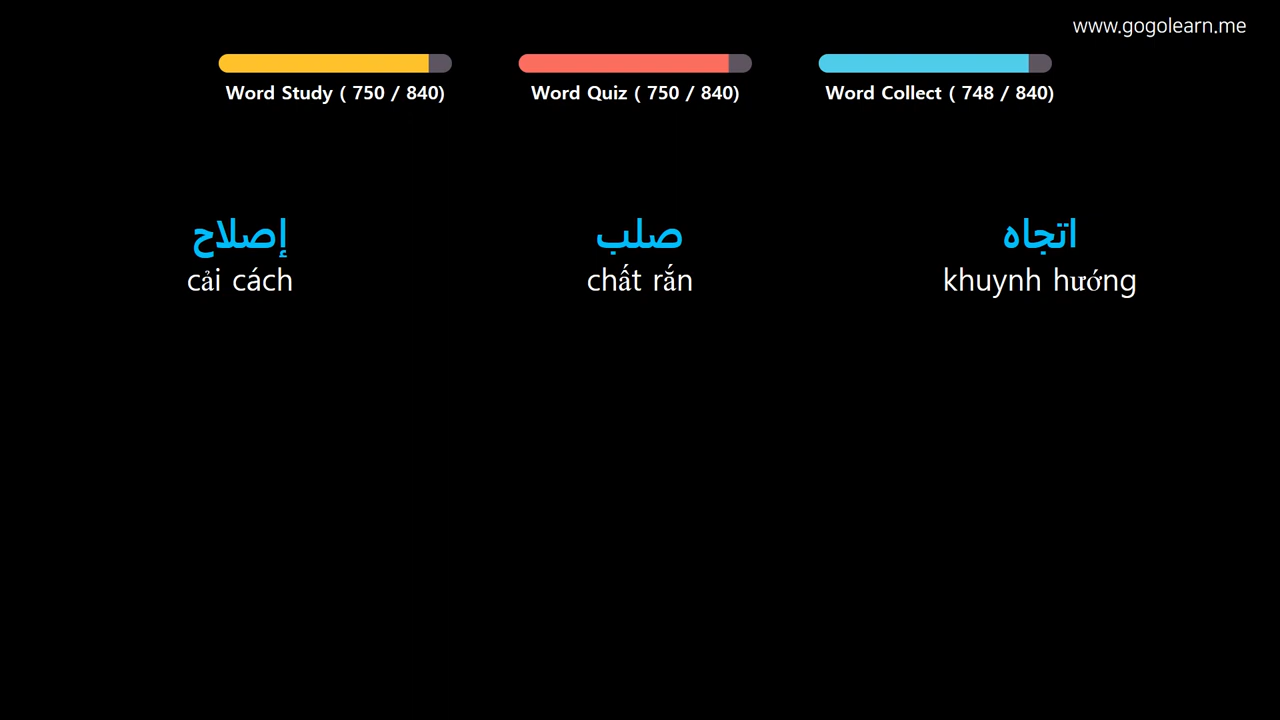 www.gogolearn.me
Word Study ( 750 / 840)
Word Quiz ( 750 / 840)
Word Collect ( 748 / 840)
إصلاح
cải cách
صلب
chất rắn
اتجاه
khuynh hướng